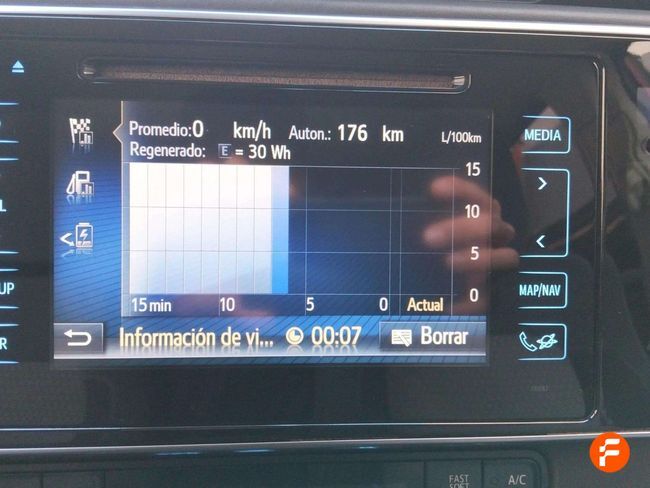 Promedio:0 km/h Auton.: 176 km L/100km
Regenerado: E = 30 Wh
15
10
5
0
15 min 10 5 0 Actual
Información de vi... 00:07 Borrar
MEDIA
MAP/NAV
FAST
SOFT
A/C